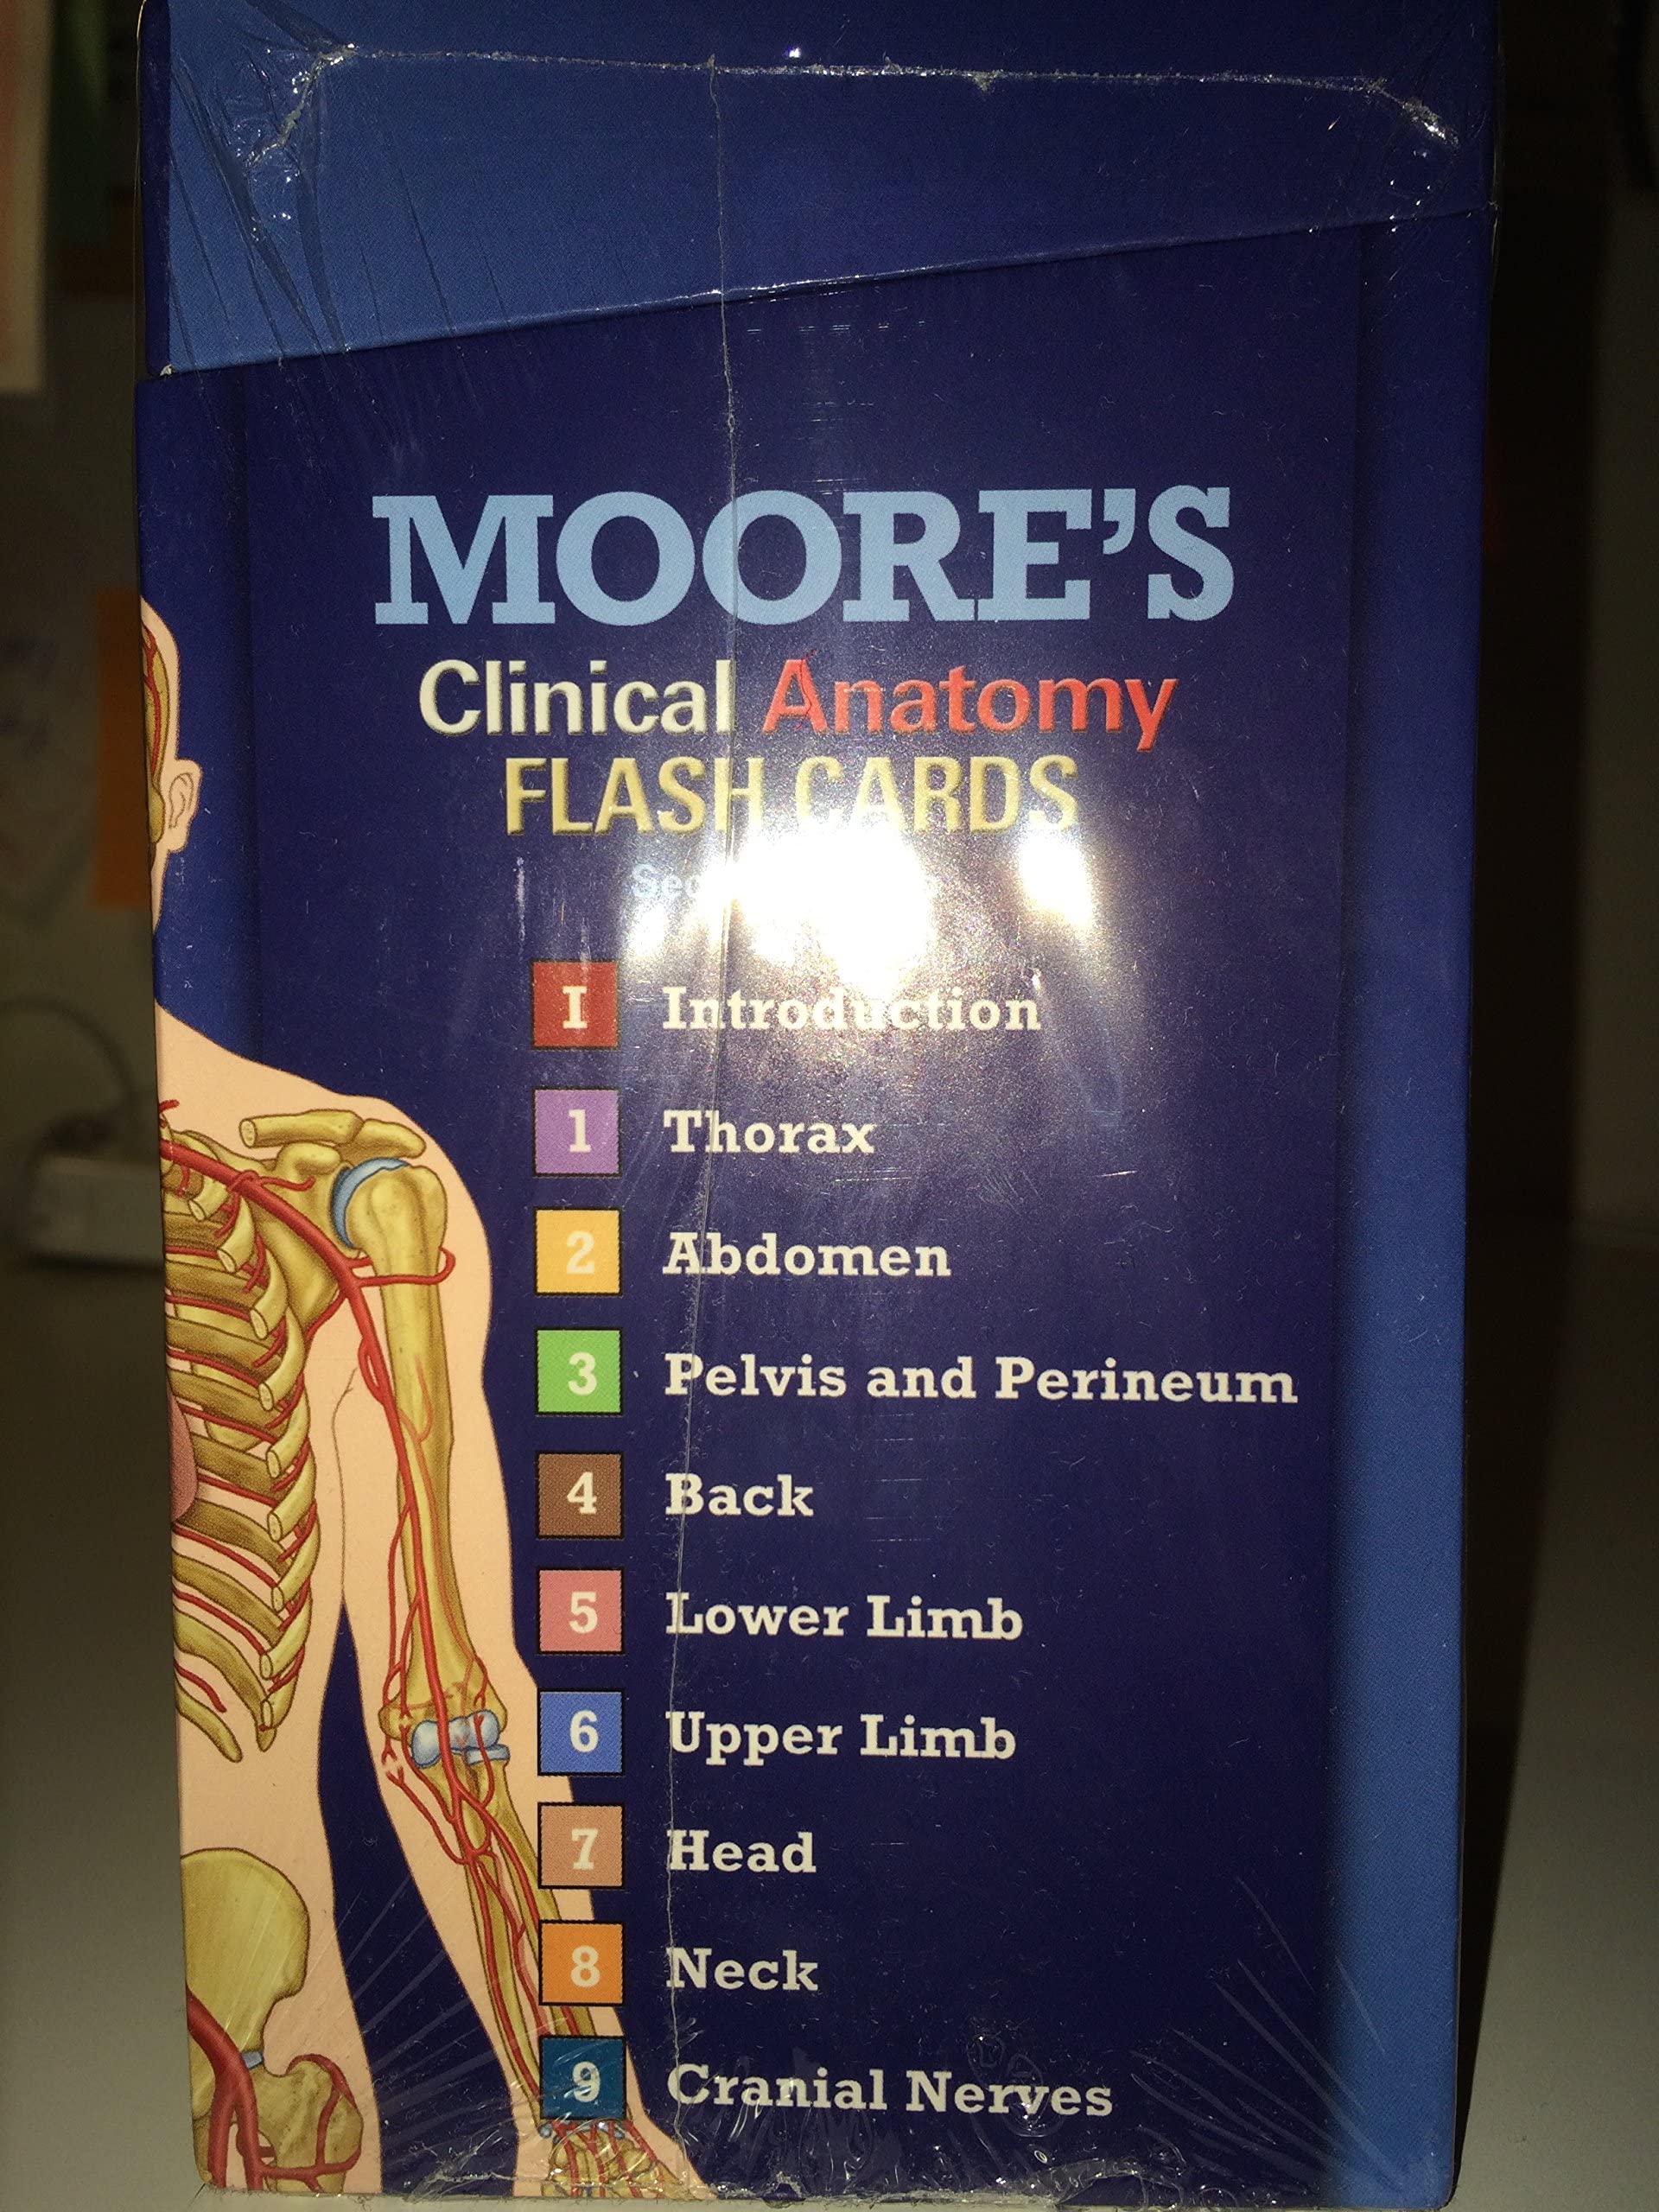 MOORE'S
Clinical Anatomy
FLASH CARDS
I Introduction
1 Thorax
2 Abdomen
3 Pelvis and Perineum
4 Back
5 Lower Limb
6 Upper Limb
7 Head
8 Neck
9 Cranial Nerves